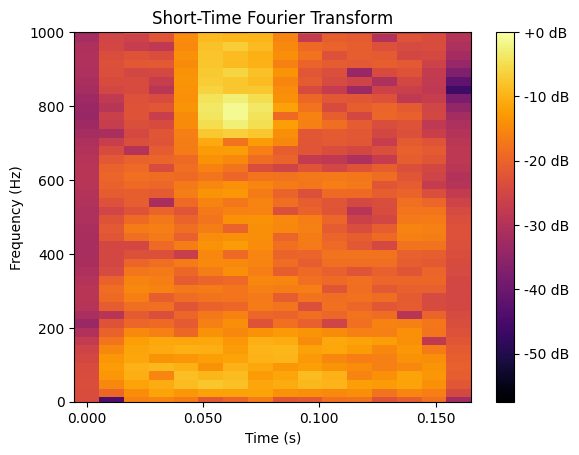 Short-Time Fourier Transform
1000
800
600
400
200
0
Frequency (Hz)
0.000
0.050
0.100
0.150
Time (s)
+0 dB
-10 dB
-20 dB
-30 dB
-40 dB
-50 dB